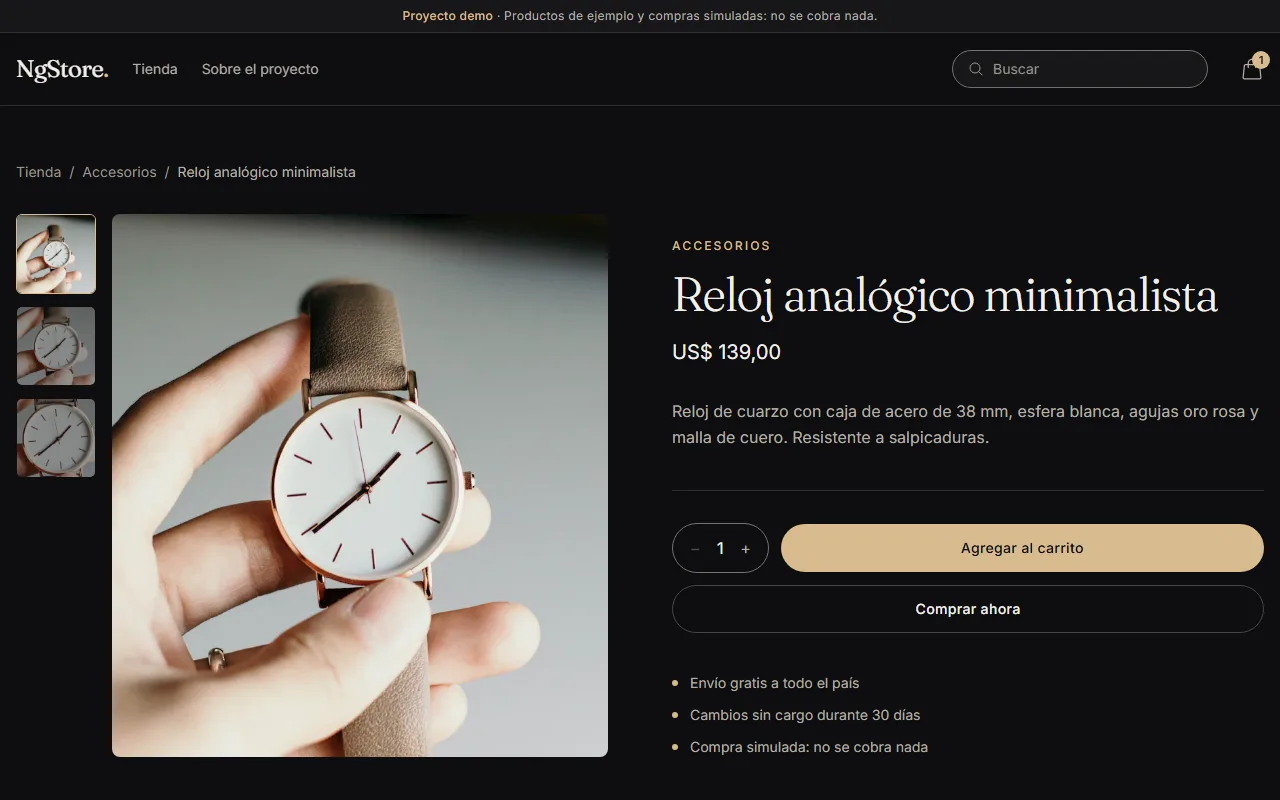 Proyecto demo · Productos de ejemplo y compras simuladas: no se cobra nada.
NgStore.
Tienda
Sobre el proyecto
Buscar
1
Tienda / Accesorios / Reloj analógico minimalista
ACCESORIOS
Reloj analógico minimalista
US$ 139,00
Reloj de cuarzo con caja de acero de 38 mm, esfera blanca, agujas oro rosa y
malla de cuero. Resistente a salpicaduras.
− 1 +
Agregar al carrito
Comprar ahora
Envío gratis a todo el país
Cambios sin cargo durante 30 días
Compra simulada: no se cobra nada